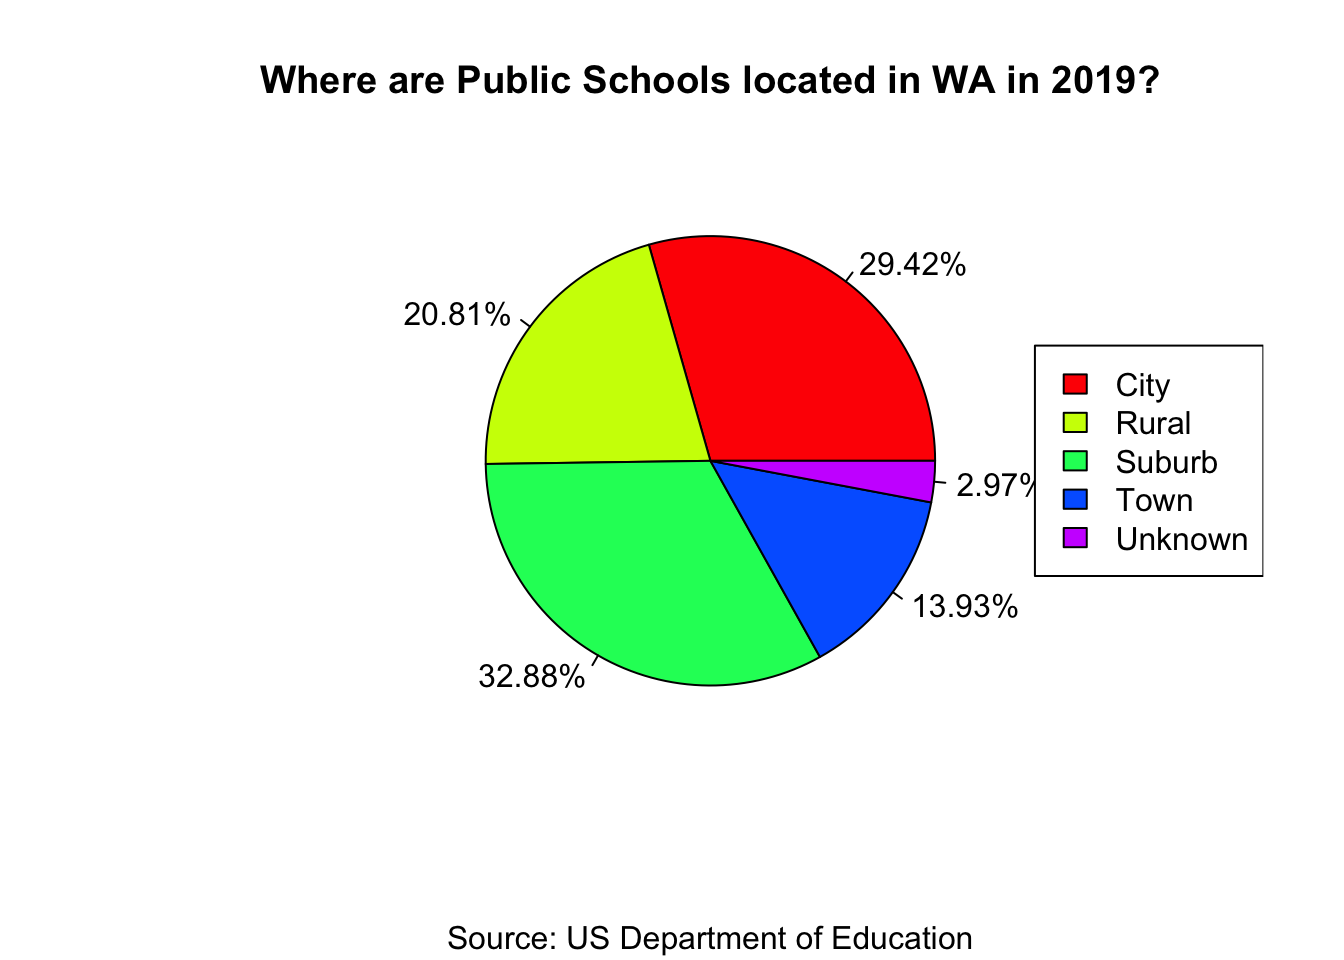 Where are Public Schools located in WA in 2019?
29.42%
20.81%
City
Rural
Suburb
2.97%
Town
Unknown
13.93%
32.88%
Source: US Department of Education